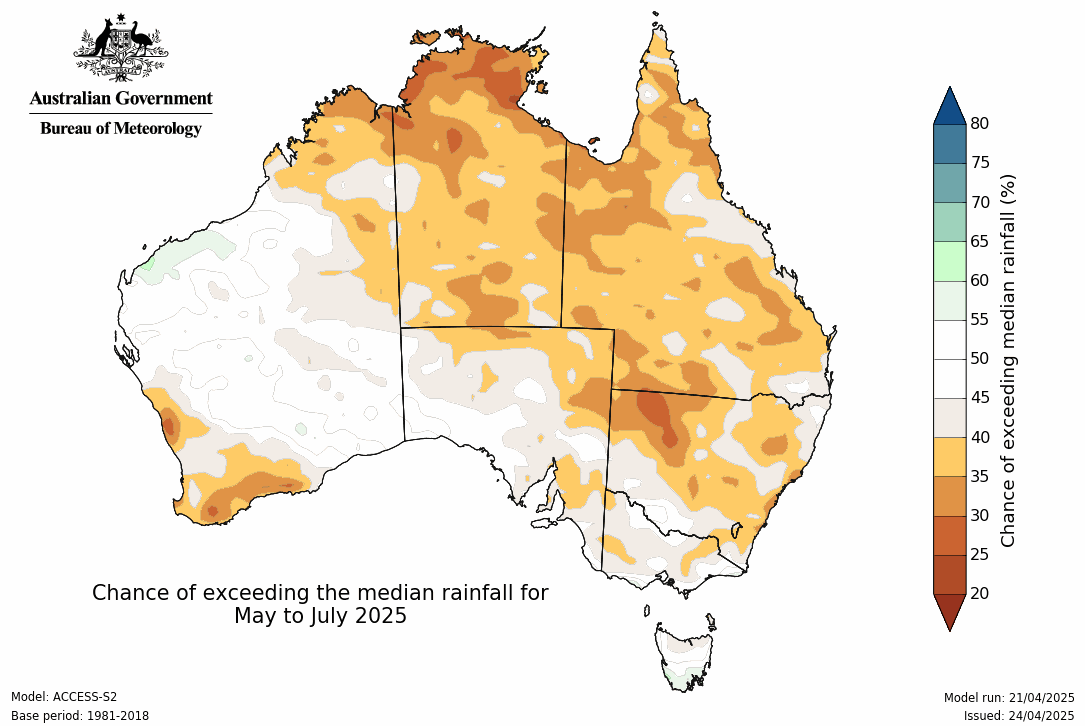 Australian Government
Bureau of Meteorology
80
75
70
65
60
55
50
45
40
35
30
25
20
Chance of exceeding median rainfall (%)
Chance of exceeding the median rainfall for
May to July 2025
Model: ACCESS-S2
Base period: 1981-2018
Model run: 21/04/2025
Issued: 24/04/2025